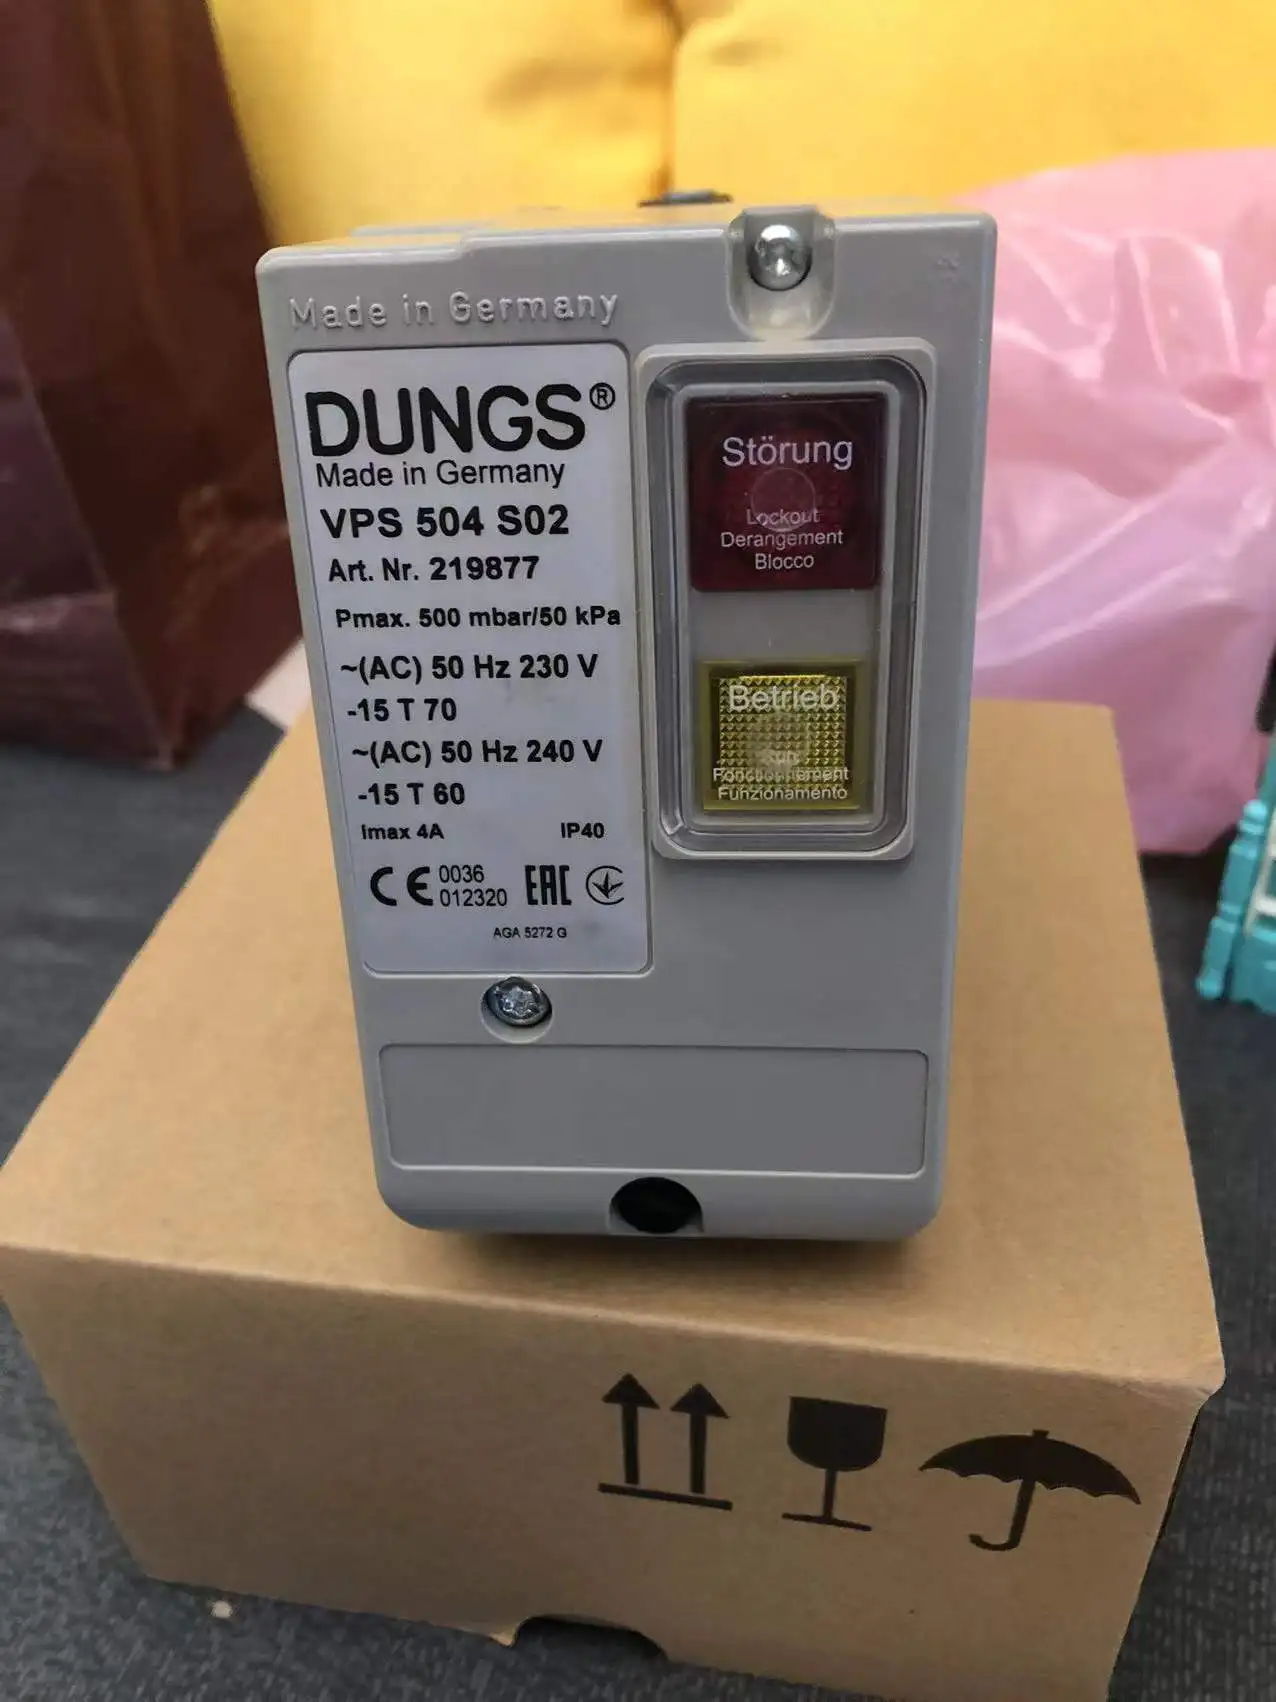 Made in Germany
DUNGS®
Made in Germany
VPS 504 S02
Art. Nr. 219877
Pmax. 500 mbar/50 kPa
~(AC) 50 Hz 230 V
-15 T 70
~(AC) 50 Hz 240 V
-15 T 60
Imax 4A IP40
CE 0036
012320 EAC
AGA 5272 G
Störung
Lockout
Derangement
Blocco
Betrieb
Run
Fonctionnement
Funzionamento